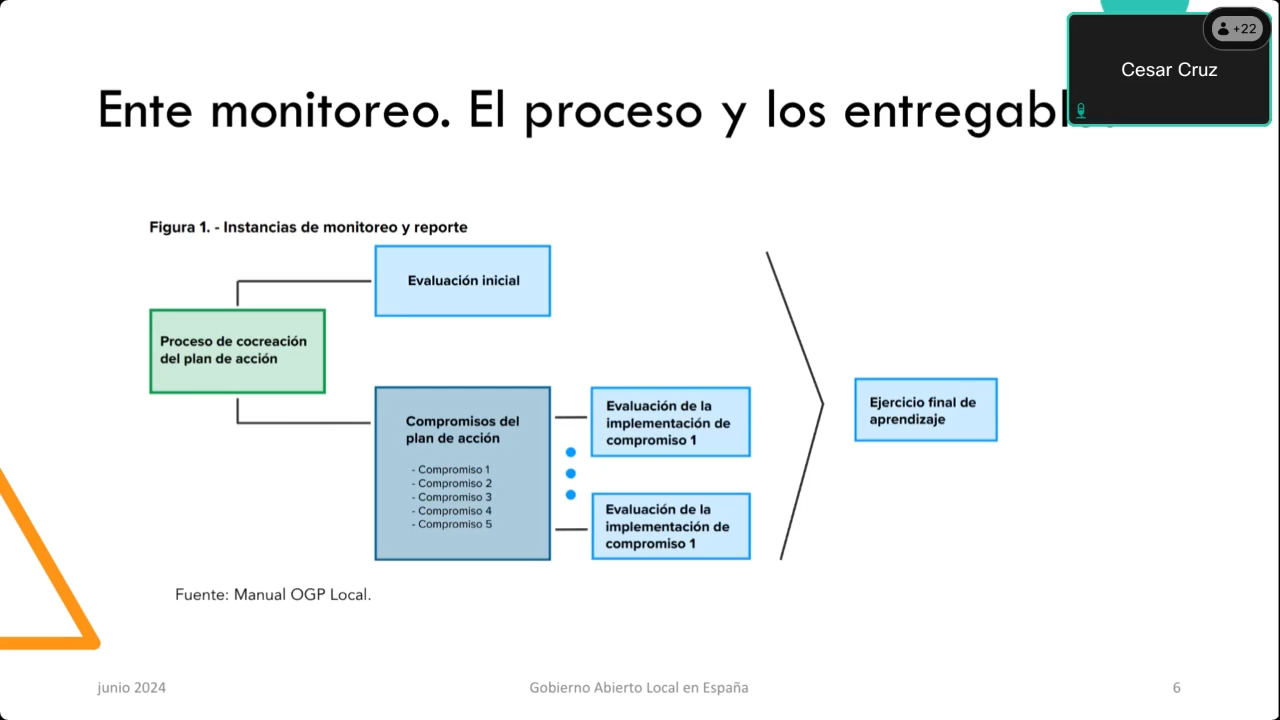 +22
Cesar Cruz
Ente monitoreo. El proceso y los
Figura 1. - Instancias de monitoreo y reporte
Evaluación inicial
Proceso de cocreación
del plan de acción
Compromisos del
plan de acción
- Compromiso 1
- Compromiso 2
- Compromiso 3
- Compromiso 4
- Compromiso 5
Evaluación de la
implementación de
compromiso 1
Evaluación de la
implementación de
compromiso 1
Ejercicio final de
aprendizaje
Fuente: Manual OGP Local.
junio 2024
Gobierno Abierto Local en España
6